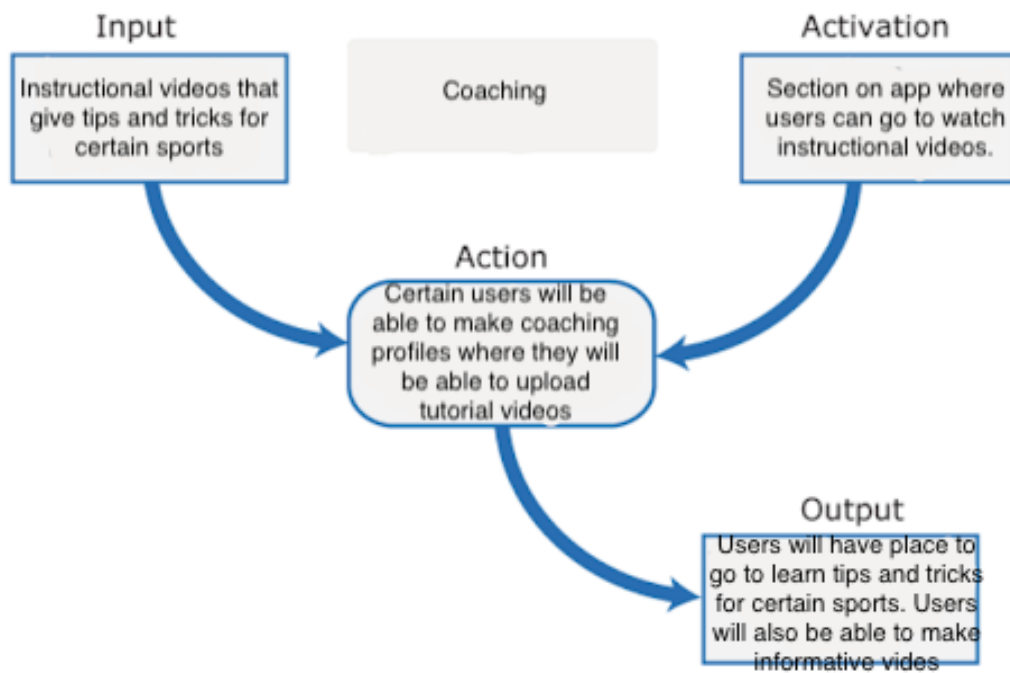 Input
Instructional videos that
give tips and tricks for
certain sports
Coaching
Activation
Section on app where
users can go to watch
instructional videos.
Action
Certain users will be
able to make coaching
profiles where they will
be able to upload
tutorial videos
Output
Users will have place to
go to learn tips and tricks
for certain sports. Users
will also be able to make
informative vides